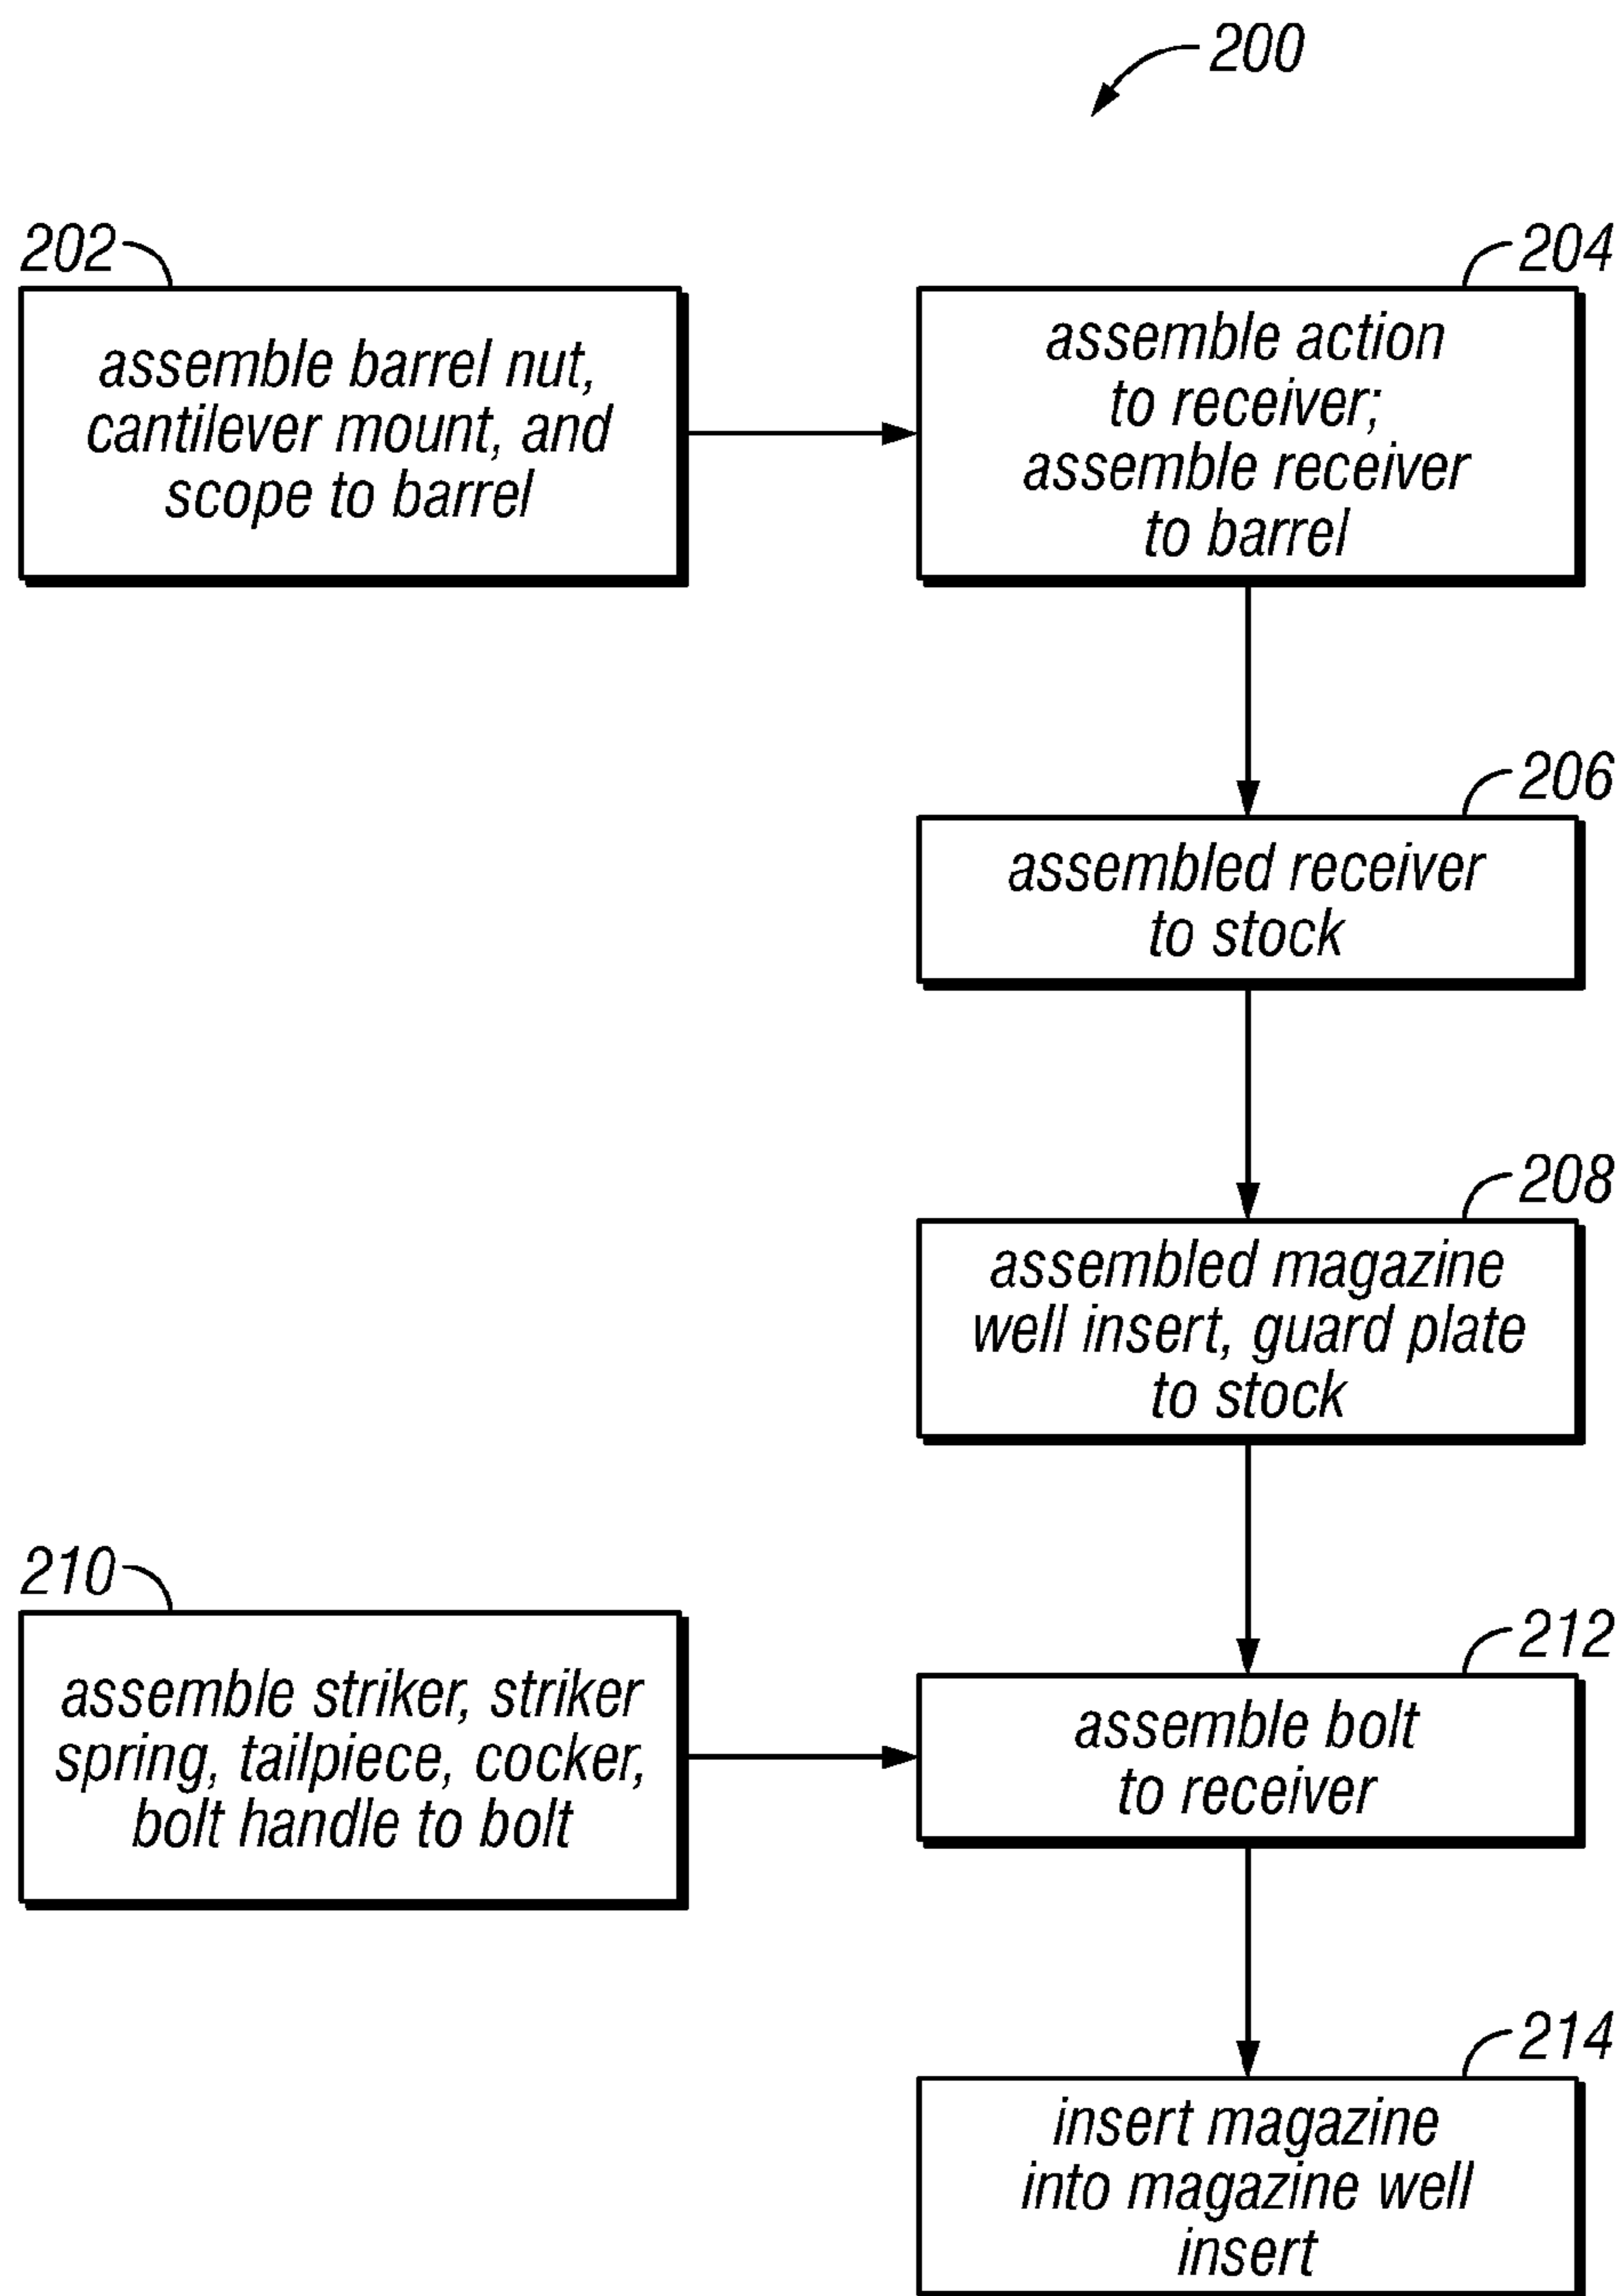 200
202
assemble barrel nut,
cantilever mount, and
scope to barrel
204
assemble action
to receiver;
assemble receiver
to barrel
206
assembled receiver
to stock
208
assembled magazine
well insert, guard plate
to stock
210
assemble striker, striker
spring, tailpiece, cocker,
bolt handle to bolt
212
assemble bolt
to receiver
214
insert magazine
into magazine well
insert